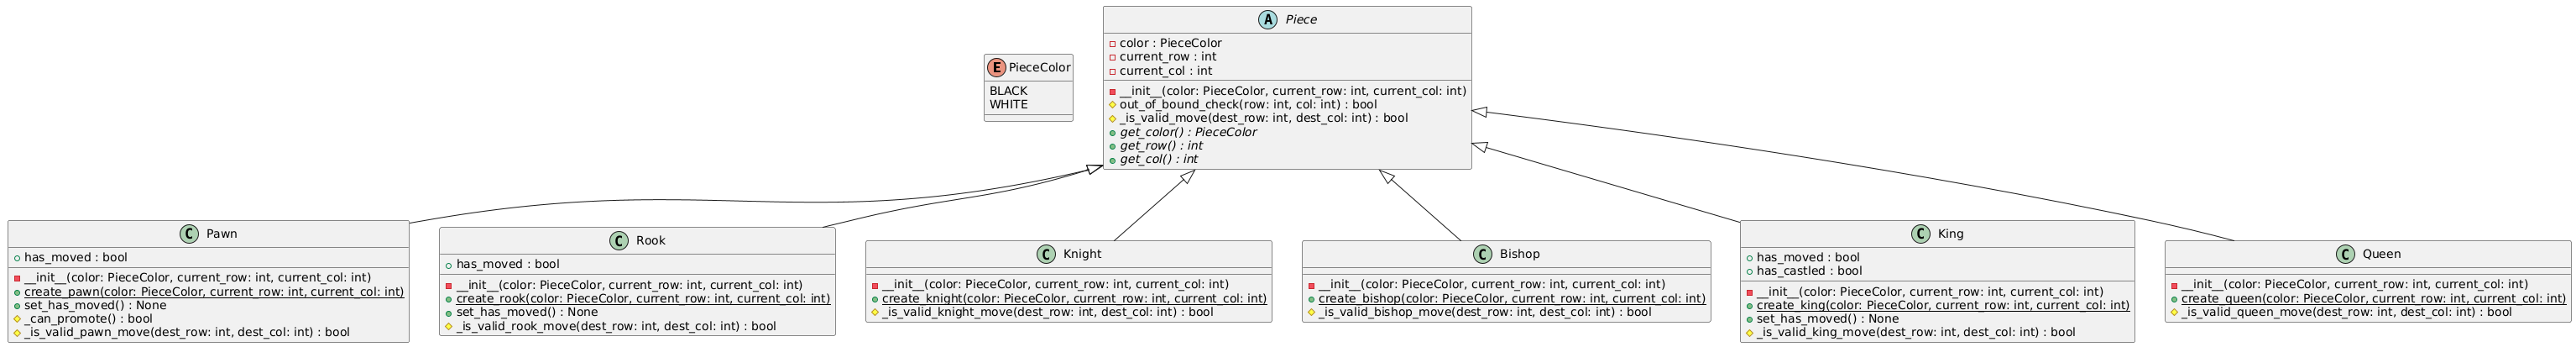 A Piece
color : PieceColor
current_row : int
current_col : int
__init__(color: PieceColor, current_row: int, current_col: int)
out_of_bound_check(row: int, col: int) : bool
_is_valid_move(dest_row: int, dest_col: int) : bool
get_color() : PieceColor
get_row() : int
get_col() : int
E PieceColor
BLACK
WHITE
C Pawn
has_moved : bool
__init__(color: PieceColor, current_row: int, current_col: int)
create_pawn(color: PieceColor, current_row: int, current_col: int)
set_has_moved() : None
_can_promote() : bool
_is_valid_pawn_move(dest_row: int, dest_col: int) : bool
C Rook
has_moved : bool
__init__(color: PieceColor, current_row: int, current_col: int)
create_rook(color: PieceColor, current_row: int, current_col: int)
set_has_moved() : None
_is_valid_rook_move(dest_row: int, dest_col: int) : bool
C Knight
__init__(color: PieceColor, current_row: int, current_col: int)
create_knight(color: PieceColor, current_row: int, current_col: int)
_is_valid_knight_move(dest_row: int, dest_col: int) : bool
C Bishop
__init__(color: PieceColor, current_row: int, current_col: int)
create_bishop(color: PieceColor, current_row: int, current_col: int)
_is_valid_bishop_move(dest_row: int, dest_col: int) : bool
C King
has_moved : bool
has_castled : bool
__init__(color: PieceColor, current_row: int, current_col: int)
create_king(color: PieceColor, current_row: int, current_col: int)
set_has_moved() : None
_is_valid_king_move(dest_row: int, dest_col: int) : bool
C Queen
__init__(color: PieceColor, current_row: int, current_col: int)
create_queen(color: PieceColor, current_row: int, current_col: int)
_is_valid_queen_move(dest_row: int, dest_col: int) : bool